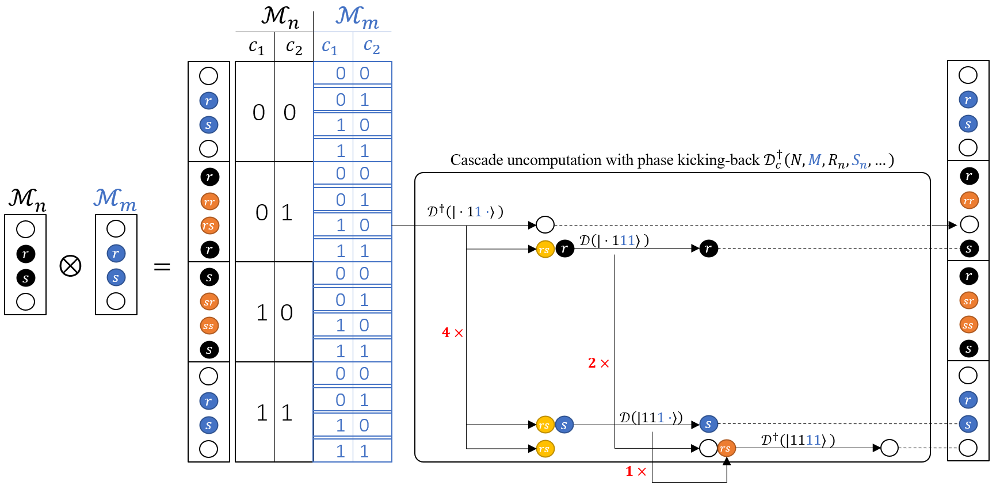 ℳₙ ℳₘ
c₁ c₂ c₁ c₂
0 0
r 0 1
0 0
s 1 0
1 1
Cascade uncomputation with phase kicking-back 𝒟c†(N, M, Rₙ, Sₙ, …)
r 0 0
ℳₙ ℳₘ
rr 0 1
0 1
𝒟†(| · 11 ·⟩ )
rs 1 0
r 1 1
rs r 𝒟(| · 111⟩ ) r
r r
s s
⊗ =
s 0 0
sr 0 1
1 0
ss 1 0
s 1 1
4 ×
2 ×
0 0
r 0 1
1 1
s 1 0
1 1
rs s 𝒟(|111 ·⟩) s
rs rs 𝒟†(|1111⟩ )
1 ×
r
s
r
rr
s
r
sr
ss
s
r
s